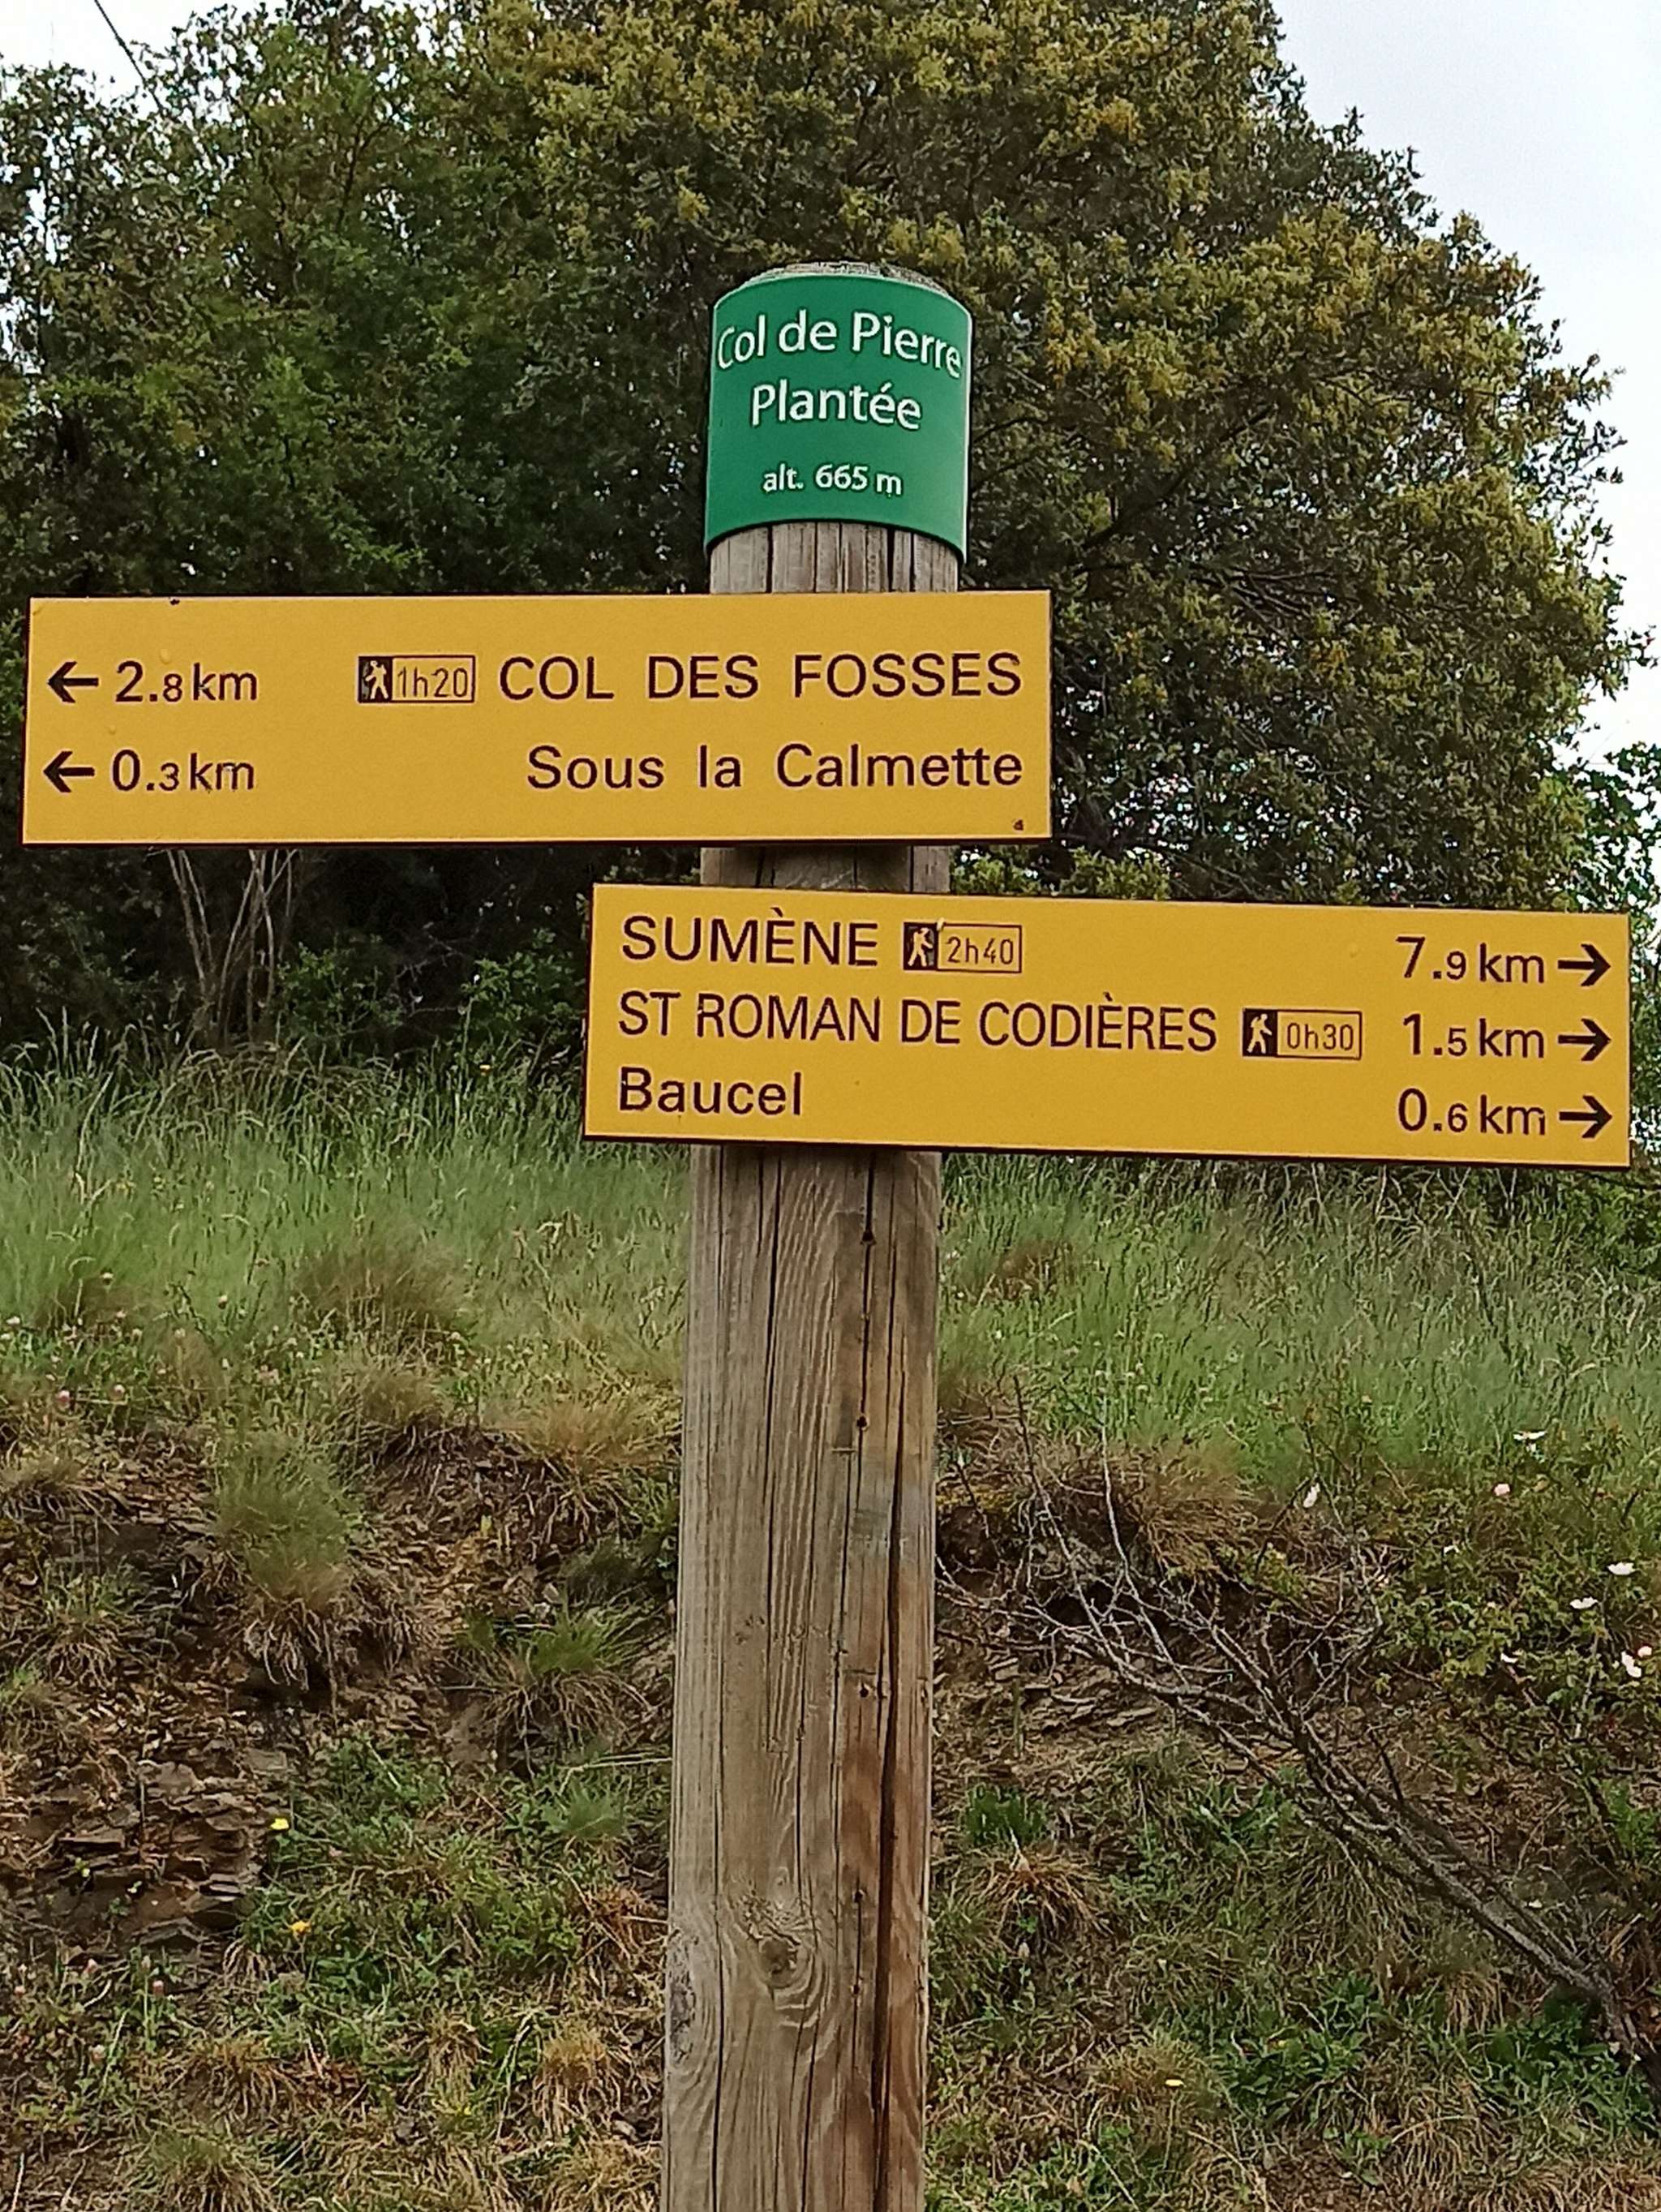 Col de Pierre
Plantée
alt. 665 m
← 2.8 km 1h20 COL DES FOSSES
← 0.3 km Sous la Calmette
SUMÈNE 2h40 7.9 km →
ST ROMAN DE CODIÈRES 0h30 1.5 km →
Baucel 0.6 km →